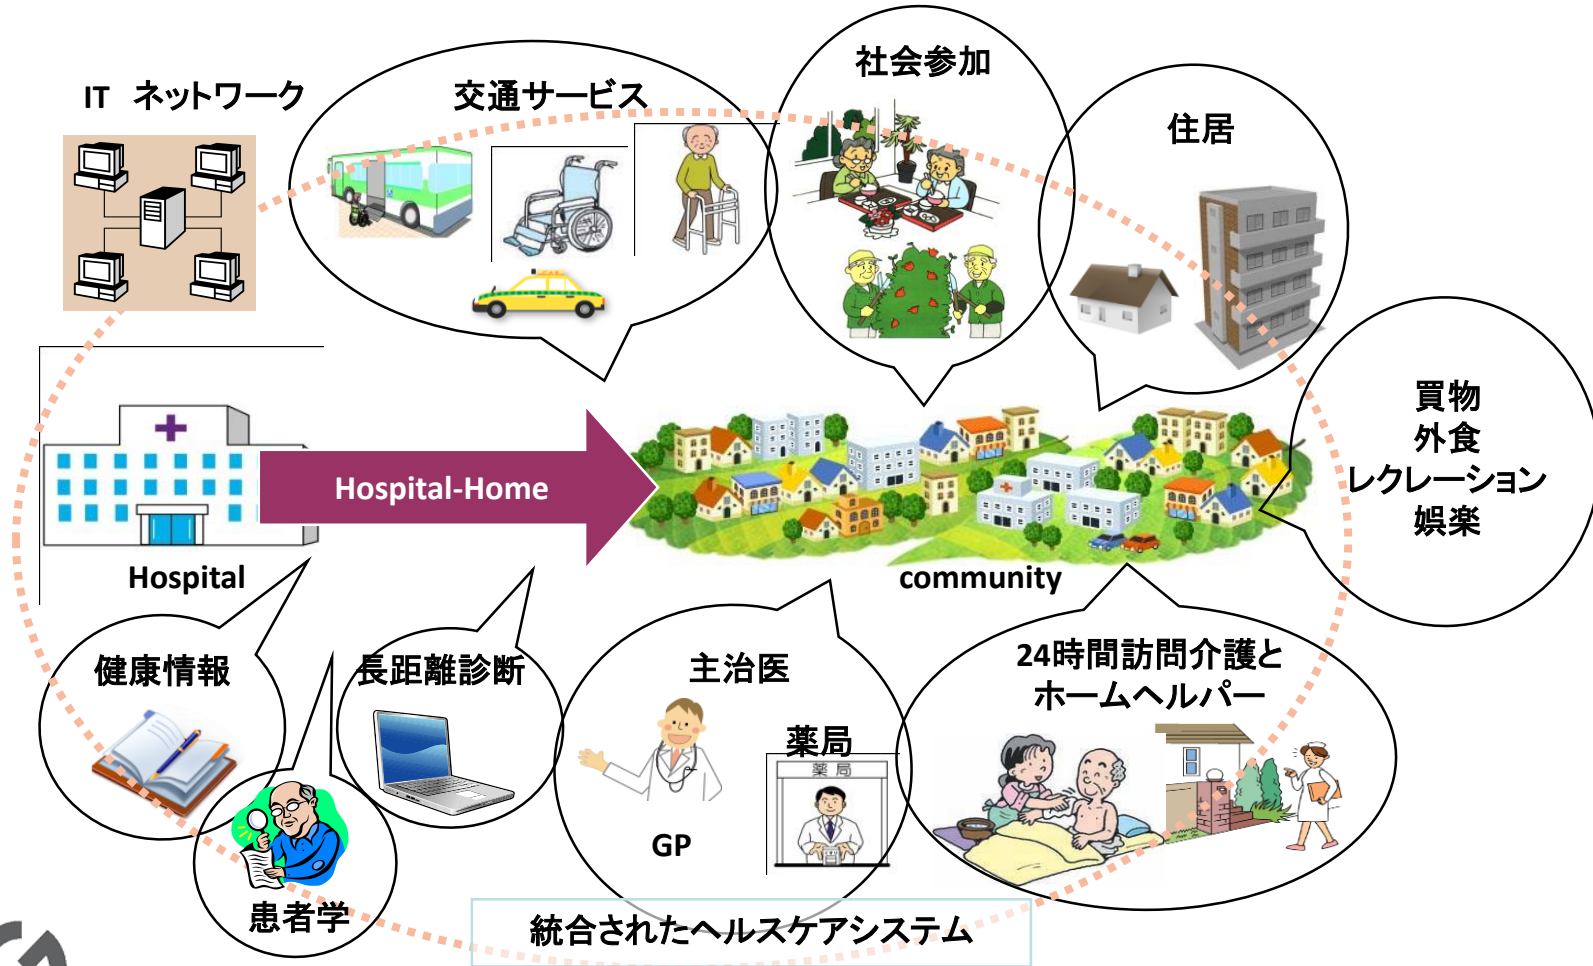 社会参加
交通サービス
IT ネットワーク
住居
買物
外食
レクレーション
娯楽
Hospital-Home
Hospital
community
健康情報
長距離診断
主治医
24時間訪問介護と
ホームヘルパー
薬局
薬局
GP
患者学
統合されたヘルスケアシステム